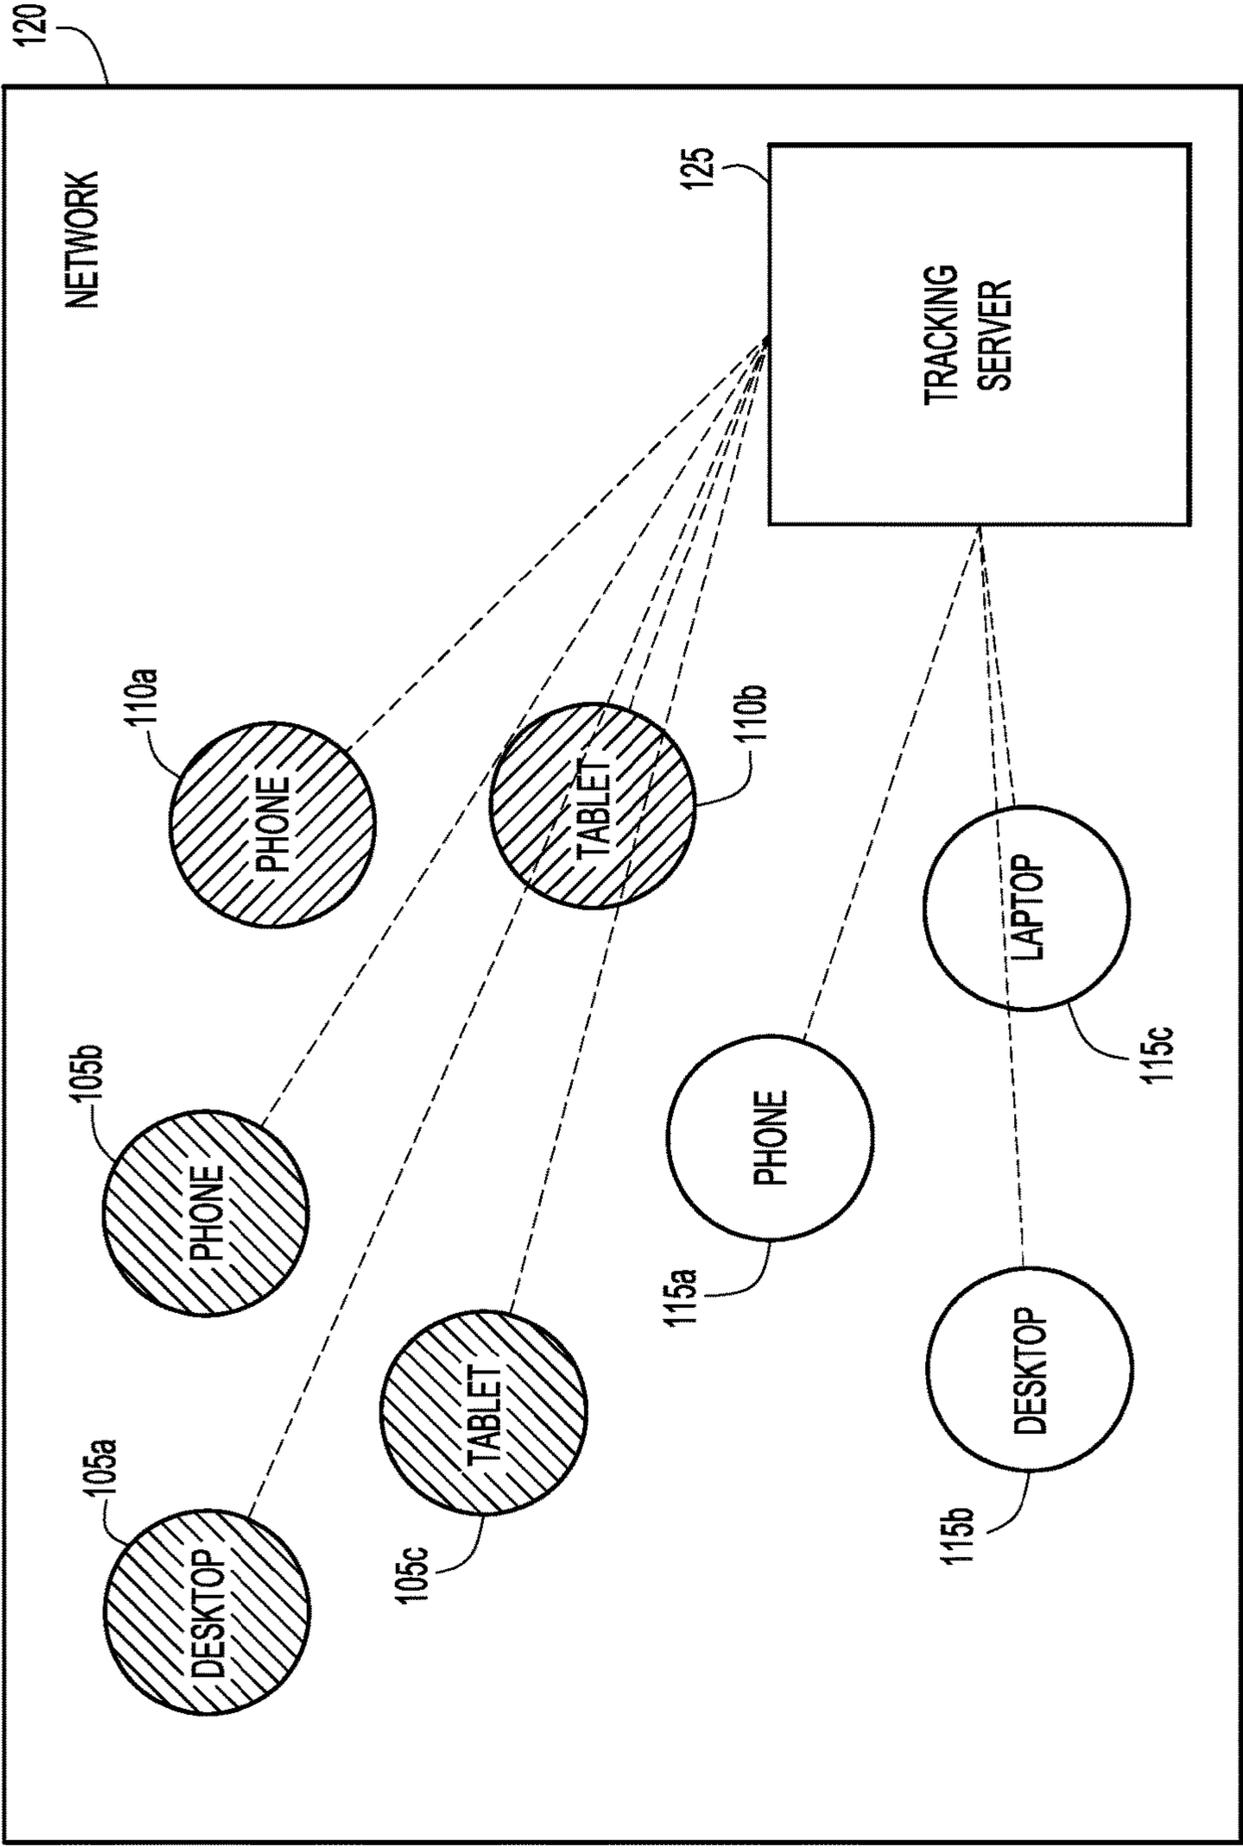 120
NETWORK
105a
DESKTOP
105b
PHONE
110a
PHONE
105c
TABLET
TABLET
110b
125
TRACKING
SERVER
115a
PHONE
115b
DESKTOP
LAPTOP
115c